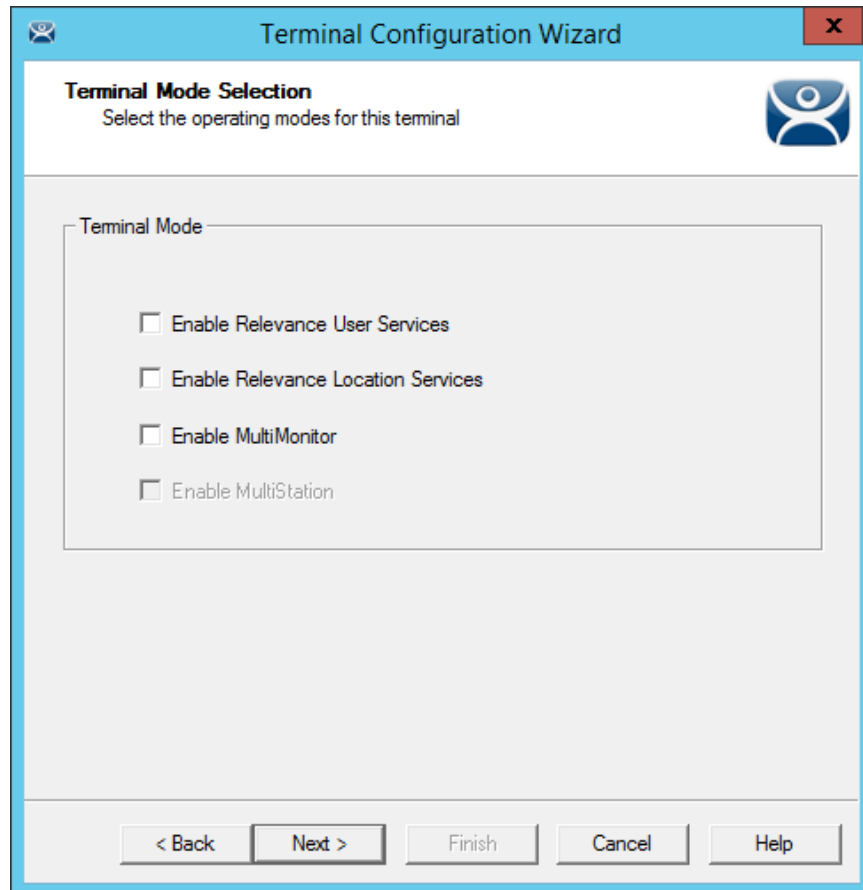 Terminal Configuration Wizard
x
Terminal Mode Selection
Select the operating modes for this terminal
Terminal Mode
Enable Relevance User Services
Enable Relevance Location Services
Enable MultiMonitor
Enable MultiStation
< Back Next > Finish Cancel Help